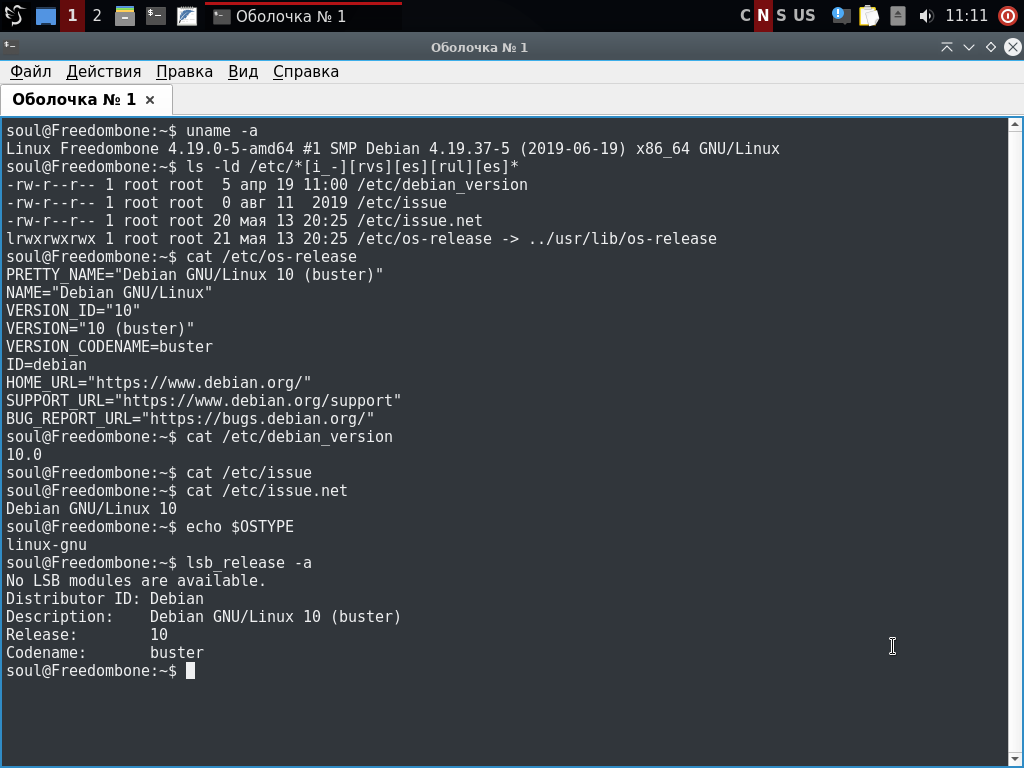 1 2 Оболочка № 1 C N S US 11:11
Оболочка № 1
Файл Действия Правка Вид Справка
Оболочка № 1
soul@Freedombone:~$ uname -a
Linux Freedombone 4.19.0-5-amd64 #1 SMP Debian 4.19.37-5 (2019-06-19) x86_64 GNU/Linux
soul@Freedombone:~$ ls -ld /etc/*[i_-][rvs][es][rul][es]*
-rw-r--r-- 1 root root  5 апр 19 11:00 /etc/debian_version
-rw-r--r-- 1 root root  0 авг 11  2019 /etc/issue
-rw-r--r-- 1 root root 20 мая 13 20:25 /etc/issue.net
lrwxrwxrwx 1 root root 21 мая 13 20:25 /etc/os-release -> ../usr/lib/os-release
soul@Freedombone:~$ cat /etc/os-release
PRETTY_NAME="Debian GNU/Linux 10 (buster)"
NAME="Debian GNU/Linux"
VERSION_ID="10"
VERSION="10 (buster)"
VERSION_CODENAME=buster
ID=debian
HOME_URL="https://www.debian.org/"
SUPPORT_URL="https://www.debian.org/support"
BUG_REPORT_URL="https://bugs.debian.org/"
soul@Freedombone:~$ cat /etc/debian_version
10.0
soul@Freedombone:~$ cat /etc/issue
soul@Freedombone:~$ cat /etc/issue.net
Debian GNU/Linux 10
soul@Freedombone:~$ echo $OSTYPE
linux-gnu
soul@Freedombone:~$ lsb_release -a
No LSB modules are available.
Distributor ID: Debian
Description:    Debian GNU/Linux 10 (buster)
Release:        10
Codename:       buster
soul@Freedombone:~$